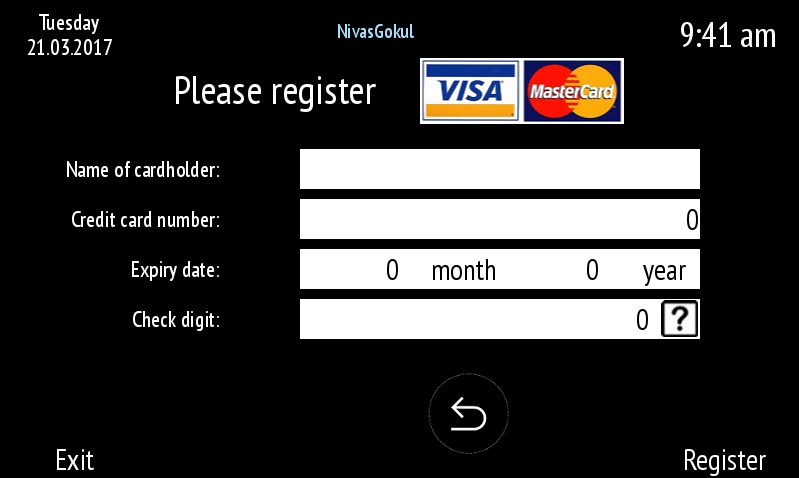 Tuesday
21.03.2017
NivasGokul
9:41 am
Please register
VISA
MasterCard
Name of cardholder:
Credit card number: 0
Expiry date: 0 month 0 year
Check digit: 0 ?
Exit
Register